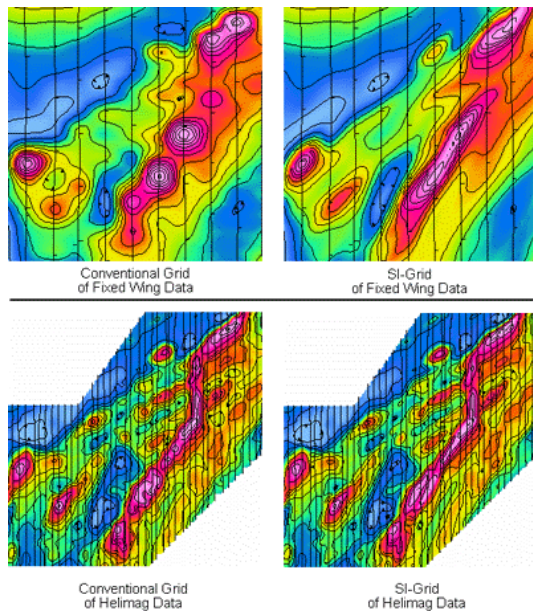 Conventional Grid
of Fixed Wing Data
SI-Grid
of Fixed Wing Data
Conventional Grid
of Helimag Data
SI-Grid
of Helimag Data